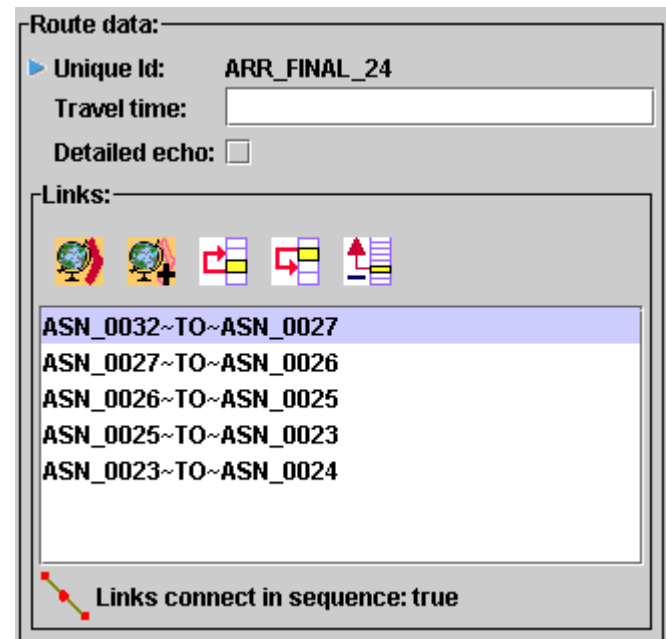 Route data:
Unique Id: ARR_FINAL_24
Travel time:
Detailed echo:
Links:
ASN_0032~TO~ASN_0027
ASN_0027~TO~ASN_0026
ASN_0026~TO~ASN_0025
ASN_0025~TO~ASN_0023
ASN_0023~TO~ASN_0024
Links connect in sequence: true